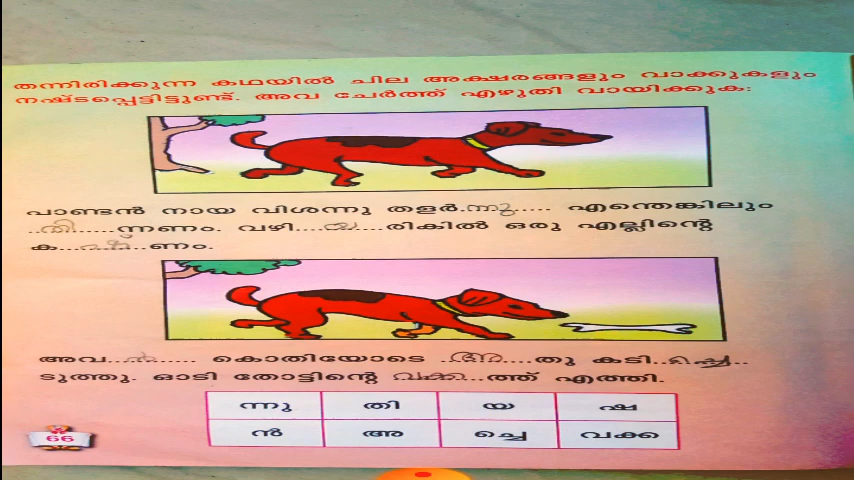 തന്നിരിക്കുന്ന കഥയിൽ ചില അക്ഷരങ്ങളും വാക്കുകളും
നഷ്ടപ്പെട്ടിട്ടുണ്ട്. അവ ചേർത്ത് എഴുതി വായിക്കുക:
പാണ്ടൻ നായ വിശന്നു തളർ.ന്നു..... എന്തെങ്കിലും
..തി.....ന്നണം. വഴി....യ....രികിൽ ഒരു എല്ലിന്റെ
ക....ഷ...ണം.
അവ...ൻ...... കൊതിയോടെ ..അ....തു കടി..ച്ചെ..
ടുത്തു. ഓടി തോട്ടിന്റെ വക്ക...ത്ത് എത്തി.
ന്നു തി യ ഷ
ൻ അ ച്ചെ വക്ക
66